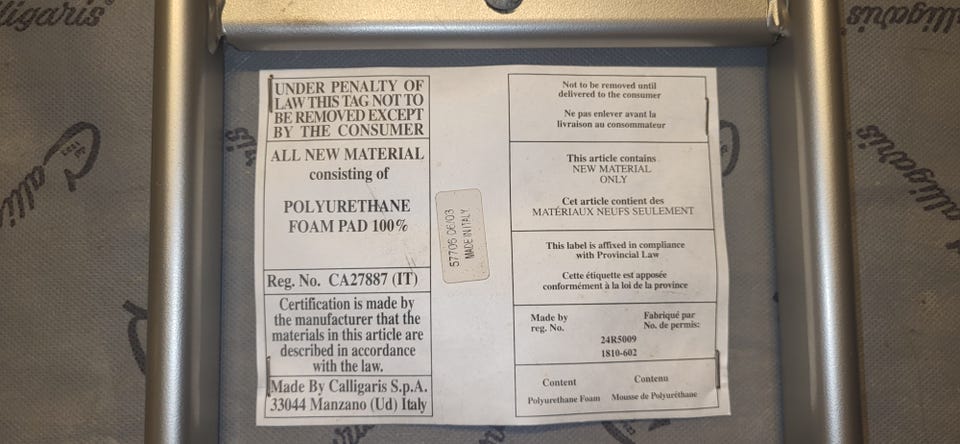 Calligaris
Calligaris
UNDER PENALTY OF
LAW THIS TAG NOT TO
BE REMOVED EXCEPT
BY THE CONSUMER
ALL NEW MATERIAL
consisting of
POLYURETHANE
FOAM PAD 100%
Reg. No. CA27887 (IT)
Certification is made by
the manufacturer that the
materials in this article are
described in accordance
with the law.
Made By Calligaris S.p.A.
33044 Manzano (Ud) Italy
57706 06/03
MADE IN ITALY
Not to be removed until
delivered to the consumer
Ne pas enlever avant la
livraison au consommateur
This article contains
NEW MATERIAL
ONLY
Cet article contient des
MATÉRIAUX NEUFS SEULEMENT
This label is affixed in compliance
with Provincial Law
Cette étiquette est apposée
conformément à la loi de la province
Made by
reg. No.
Fabriqué par
No. de permis:
24R5009
1810-602
Content
Contenu
Polyurethane Foam
Mousse de Polyuréthane